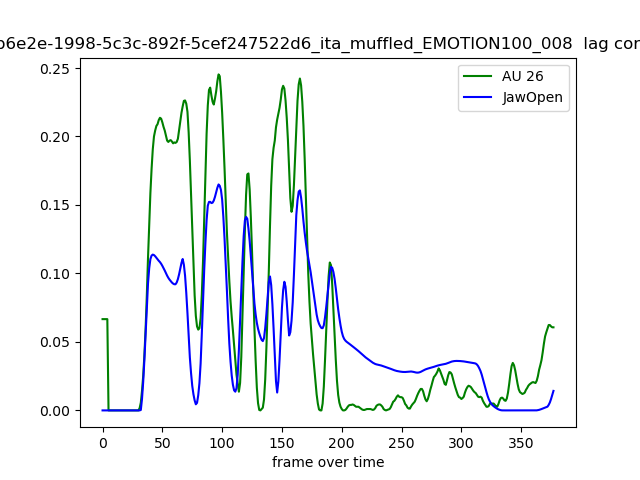 b6e2e-1998-5c3c-892f-5cef247522d6_ita_muffled_EMOTION100_008 lag cor
0.25
0.20
0.15
0.10
0.05
0.00
AU 26
JawOpen
0 50 100 150 200 250 300 350
frame over time